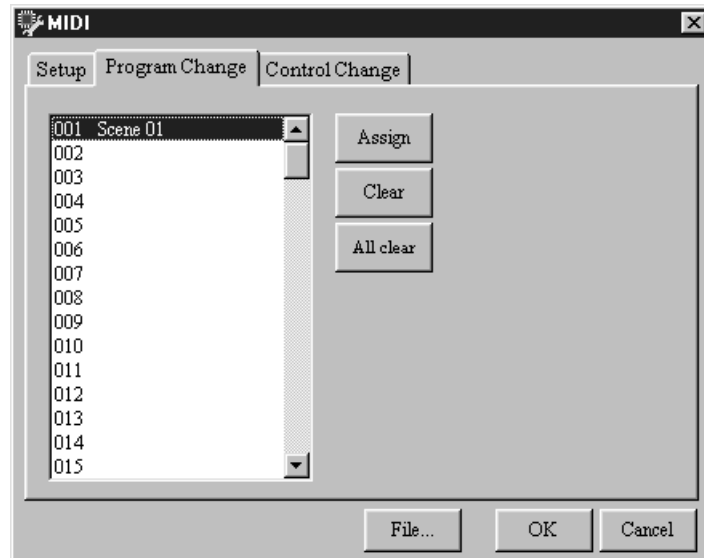 MIDI
Setup
Program Change
Control Change
001 Scene 01
002
003
004
005
006
007
008
009
010
011
012
013
014
015
Assign
Clear
All clear
File...
OK
Cancel